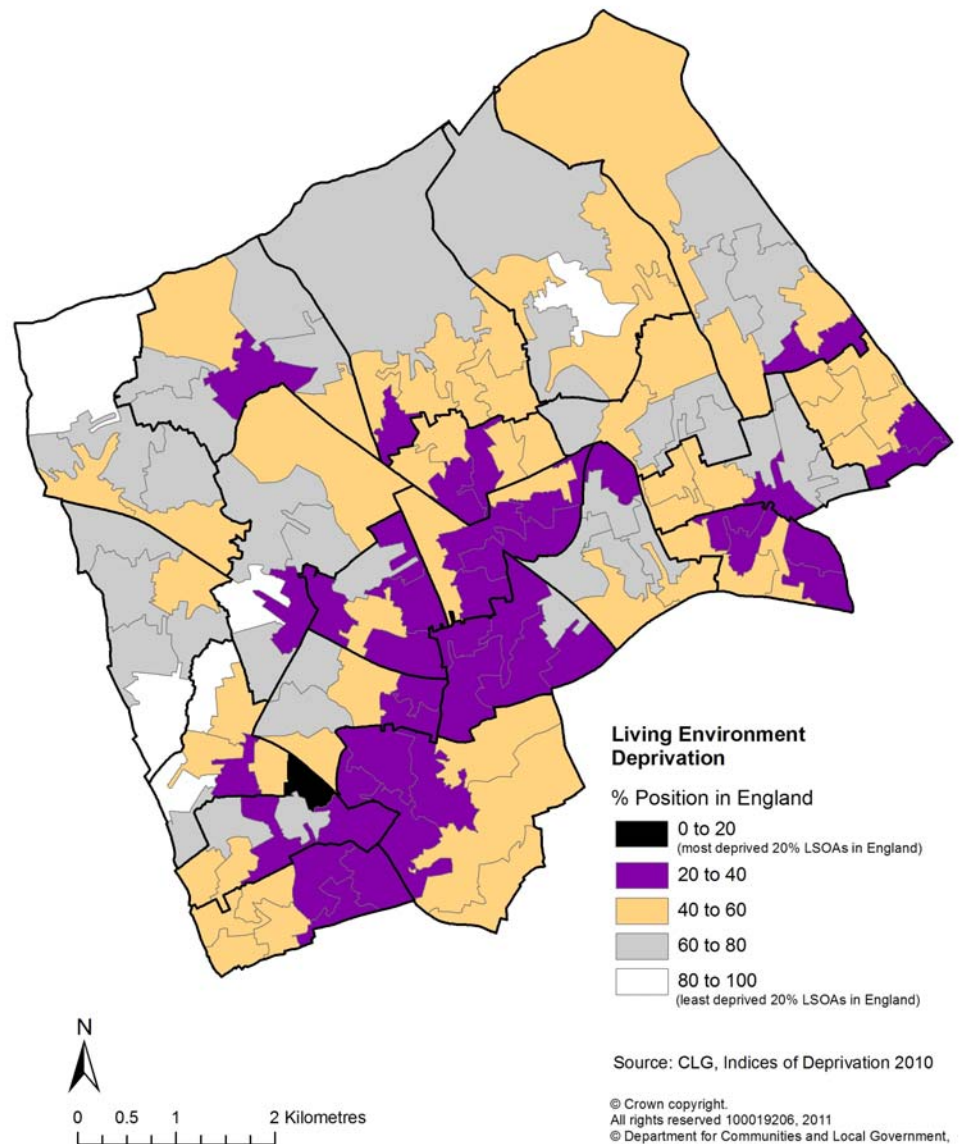 Living Environment
Deprivation
% Position in England
0 to 20
(most deprived 20% LSOAs in England)
20 to 40
40 to 60
60 to 80
80 to 100
(least deprived 20% LSOAs in England)
N
0 0.5 1 2 Kilometres
Source: CLG, Indices of Deprivation 2010
© Crown copyright.
All rights reserved 100019206, 2011
© Department for Communities and Local Government,